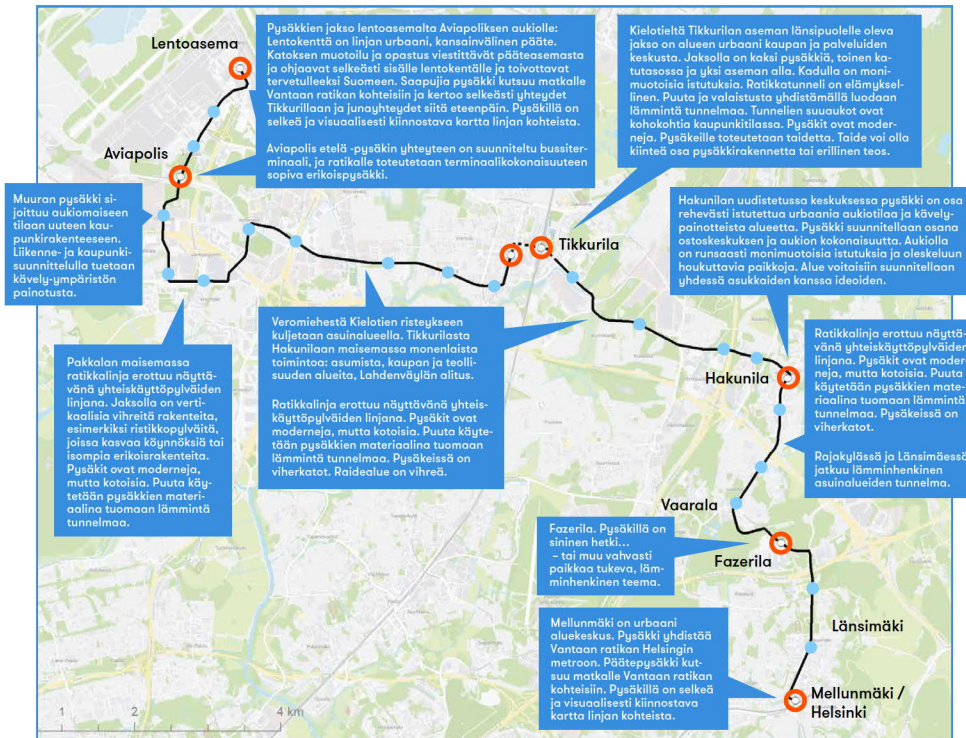 Lentoasema
Pysäkkien jakso lentoasemalta Aviapoliksen aukiolle:
Lentokenttä on linjan urbaani, kansainvälinen pääte.
Katoksen muotoilu ja opastus viestittävät pääteasemasta
ja ohjaavat selkeästi sisälle lentokentälle ja toivottavat
tervetulleeksi Suomeen. Saapujia pysäkki kutsuu matkalle
Vantaan ratikan kohteisiin ja kertoo selkeästi yhteydet
Tikkurilaan ja junayhteydet siitä eteenpäin. Pysäkillä on
selkeä ja visuaalisesti kiinnostava kartta linjan kohteista.
Aviapolis etelä -pysäkin yhteyteen on suunniteltu bussiter-
minaali, ja ratikalle toteutetaan terminaalikokonaisuuteen
sopiva erikoispysäkki.
Kielotieltä Tikkurilan aseman länsipuolelle oleva
jakso on alueen urbaani kaupan ja palveluiden
keskusta. Jaksolla on kaksi pysäkkiä, toinen ka-
tutasossa ja yksi aseman alla. Kadulla on moni-
muotoisia istutuksia. Ratikkatunneli on elämyksel-
linen. Puuta ja valaistusta yhdistämällä luodaan
lämmintä tunnelmaa. Tunnelien suuaukot ovat
kohokohtia kaupunkitilassa. Pysäkit ovat moder-
neja. Pysäkeille toteutetaan taidetta. Taide voi olla
kiinteä osa pysäkkirakennetta tai erillinen teos.
Aviapolis
Muuran pysäkki si-
joittuu aukiomaiseen
tilaan uuteen kau-
punkirakenteeseen.
Liikenne- ja kaupunki-
suunnittelulla tuetaan
kävely-ympäristön
painotusta.
Hakunilan uudistetussa keskuksessa pysäkki on osa
rehevästi istutettua urbaania aukiotilaa ja kävely-
painotteista aluetta. Pysäkki suunnitellaan osana
ostoskeskuksen ja aukion kokonaisuutta. Aukiolla
on runsaasti monimuotoisia istutuksia ja oleskeluun
houkuttavia paikkoja. Alue voitaisiin suunnitellaan
yhdessä asukkaiden kanssa ideoiden.
Tikkurila
Pakkalan maisemassa
ratikkalinja erottuu näyttä-
vänä yhteiskäyttöpylväiden
linjana. Jaksolla on verti-
kaalisia vihreitä rakenteita,
esimerkiksi ristikkopylväitä,
joissa kasvaa köynnöksiä tai
isompia erikoisrakenteita.
Pysäkit ovat moderneja,
mutta kotoisia. Puuta käy-
tetään pysäkkien materi-
aalina tuomaan lämmintä
tunnelmaa.
Veromiehestä Kielotien risteykseen
kuljetaan asuinalueella. Tikkurilasta
Hakunilaan maisemassa monenlaista
toimintoa: asumista, kaupan ja teolli-
suuden alueita, Lahdenväylän alitus.
Ratikkalinja erottuu näyttävänä yhteis-
käyttöpylväiden linjana. Pysäkit ovat
moderneja, mutta kotoisia. Puuta käyte-
tään pysäkkien materiaalina tuomaan
lämmintä tunnelmaa. Pysäkeissä on
viherkatot. Raidealue on vihreä.
Hakunila
Ratikkalinja erottuu näyttä-
vänä yhteiskäyttöpylväiden
linjana. Pysäkit ovat moder-
neja, mutta kotoisia. Puuta
käytetään pysäkkien mate-
riaalina tuomaan lämmintä
tunnelmaa. Pysäkeissä on
viherkatot.
Rajakylässä ja Länsimäessä
jatkuu lämminhenkinen
asuinalueiden tunnelma.
Vaarala
Fazerila. Pysäkillä on
sininen hetki...
– tai muu vahvasti
paikkaa tukeva, läm-
minhenkinen teema.
Fazerila
Länsimäki
Mellunmäki on urbaani
aluekeskus. Pysäkki yhdistää
Vantaan ratikan Helsingin
metroon. Päätepysäkki kut-
suu matkalle Vantaan ratikan
kohteisiin. Pysäkillä on selkeä
ja visuaalisesti kiinnostava
kartta linjan kohteista.
Mellunmäki /
Helsinki
1 2 4 km